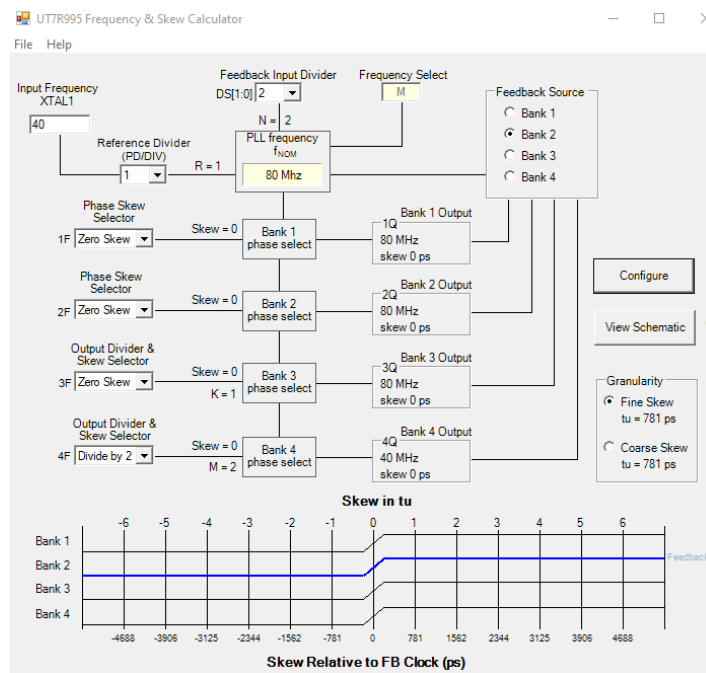 UT7R995 Frequency & Skew Calculator
File Help
Input Frequency
XTAL1
40
Feedback Input Divider
DS[1:0] 2
Frequency Select
M
N = 2
Reference Divider
(PD/DIV)
1
R = 1
PLL frequency
fNOM
80 Mhz
Feedback Source
Bank 1
Bank 2
Bank 3
Bank 4
Phase Skew
Selector
1F Zero Skew
Skew = 0
Bank 1
phase select
Bank 1 Output
1Q
80 MHz
skew 0 ps
Phase Skew
Selector
2F Zero Skew
Skew = 0
Bank 2
phase select
Bank 2 Output
2Q
80 MHz
skew 0 ps
Output Divider &
Skew Selector
3F Zero Skew
Skew = 0
K = 1
Bank 3
phase select
Bank 3 Output
3Q
80 MHz
skew 0 ps
Output Divider &
Skew Selector
4F Divide by 2
Skew = 0
M = 2
Bank 4
phase select
Bank 4 Output
4Q
40 MHz
skew 0 ps
Configure
View Schematic
Granularity
Fine Skew
tu = 781 ps
Coarse Skew
tu = 781 ps
Skew in tu
-6 -5 -4 -3 -2 -1 0 1 2 3 4 5 6
Bank 1
Bank 2
Feedback
Bank 3
Bank 4
-4688 -3906 -3125 -2344 -1562 -781 0 781 1562 2344 3125 3906 4688
Skew Relative to FB Clock (ps)